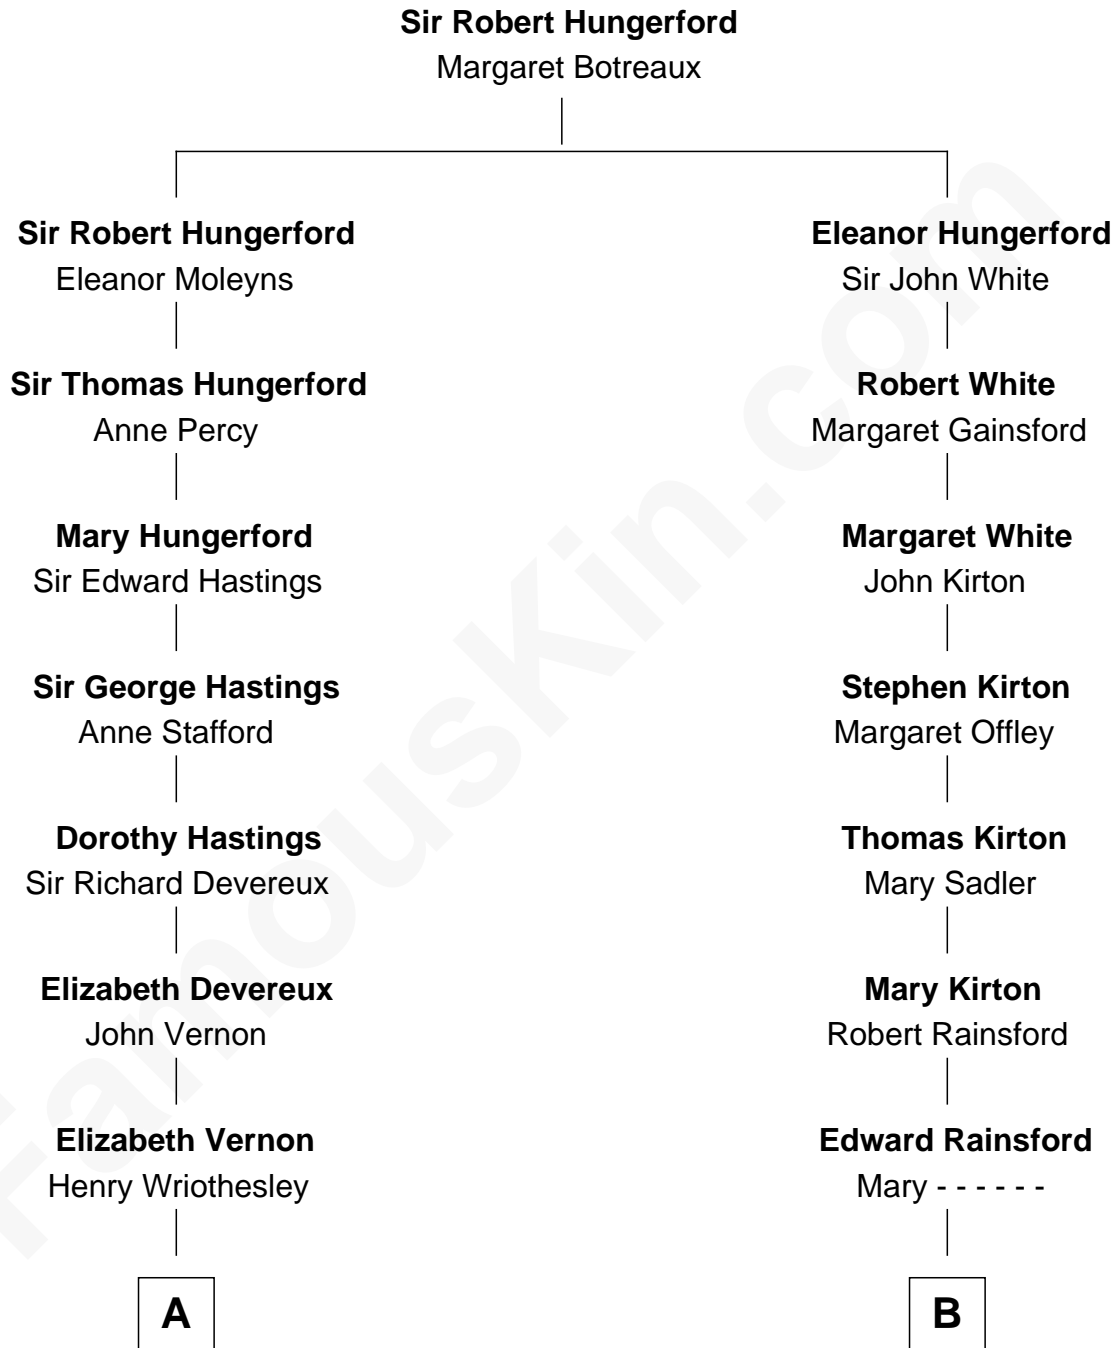 Sir Robert Hungerford
Margaret Botreaux
Sir Robert Hungerford
Eleanor Moleyns
Eleanor Hungerford
Sir John White
Sir Thomas Hungerford
Anne Percy
Robert White
Margaret Gainsford
Mary Hungerford
Sir Edward Hastings
Margaret White
John Kirton
Sir George Hastings
Anne Stafford
Stephen Kirton
Margaret Offley
Dorothy Hastings
Sir Richard Devereux
Thomas Kirton
Mary Sadler
Elizabeth Devereux
John Vernon
Mary Kirton
Robert Rainsford
Elizabeth Vernon
Henry Wriothesley
Edward Rainsford
Mary - - - - - -
A
B
FamousKin.com